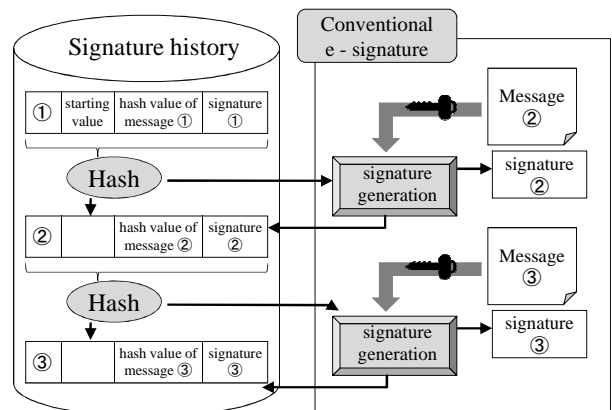 Signature history
Conventional
e - signature
① starting value hash value of message ① signature ①
Message ②
Hash
signature generation
signature ②
② hash value of message ② signature ②
Message ③
Hash
signature generation
signature ③
③ hash value of message ③ signature ③